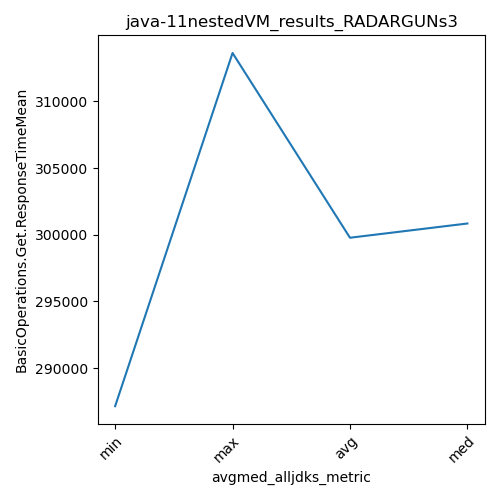 java-11nestedVM_results_RADARGUNs3
BasicOperations.Get.ResponseTimeMean
310000
305000
300000
295000
290000
min
max
avg
med
avgmed_alljdks_metric